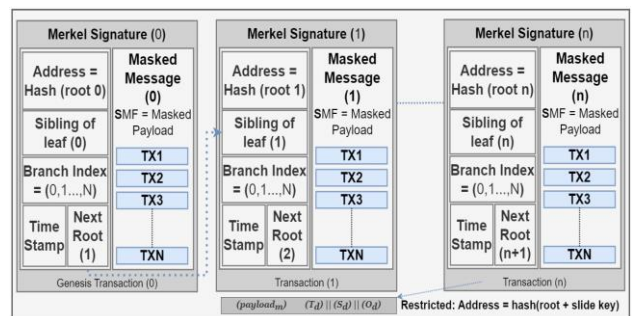 Merkel Signature (0)
Address =
Hash (root 0)
Sibling of
leaf (0)
Branch Index
= (0,1...,N)
Time
Stamp
Next
Root
(1)
Masked
Message
(0)
SMF = Masked
Payload
TX1
TX2
TX3
TXN
Genesis Transaction (0)
Merkel Signature (1)
Address =
Hash (root 1)
Sibling of
leaf (1)
Branch Index
= (0,1...,N)
Time
Stamp
Next
Root
(2)
Masked
Message
(1)
SMF = Masked
Payload
TX1
TX2
TX3
TXN
Transaction (1)
Merkel Signature (n)
Address =
Hash (root n)
Sibling of
leaf (n)
Branch Index
= (0,1...,N)
Time
Stamp
Next
Root
(n+1)
Masked
Message
(n)
SMF = Masked
Payload
TX1
TX2
TX3
TXN
Transaction (n)
(payloadₘ) (T_d) || (S_d) || (O_d)
Restricted: Address = hash(root + slide key)